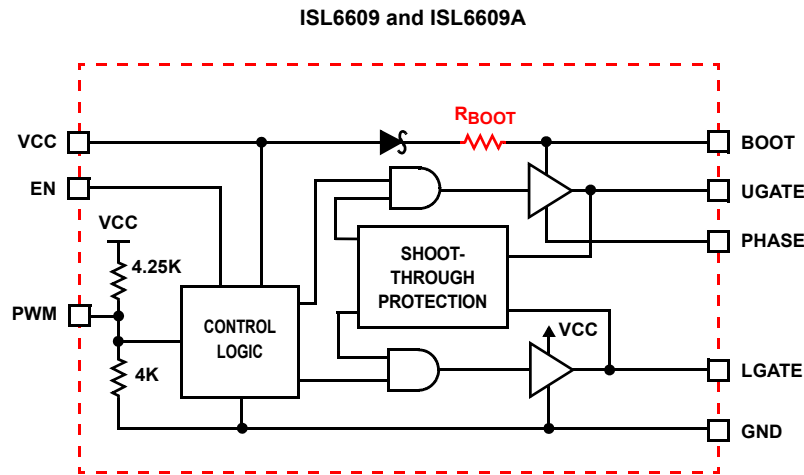 ISL6609 and ISL6609A
RBOOT
VCC
BOOT
EN
UGATE
VCC
PHASE
4.25K
SHOOT-
THROUGH
PROTECTION
PWM
CONTROL
LOGIC
VCC
4K
LGATE
GND